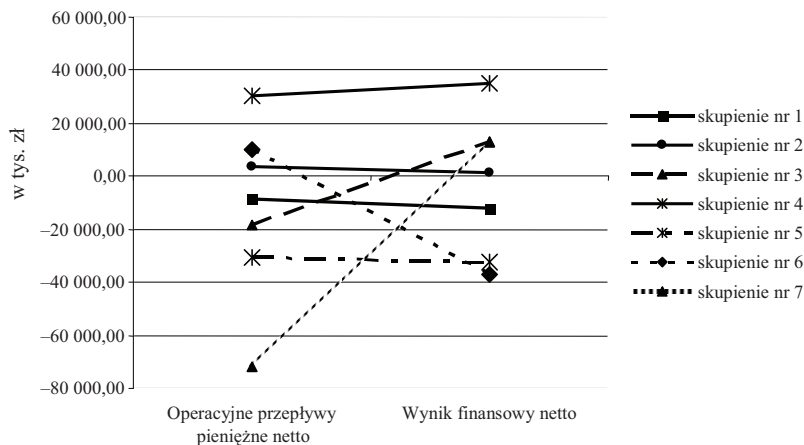 60 000,00
40 000,00
20 000,00
0,00
–20 000,00
–40 000,00
–60 000,00
–80 000,00
w tys. zł
Operacyjne przepływy
pieniężne netto
Wynik finansowy netto
skupienie nr 1
skupienie nr 2
skupienie nr 3
skupienie nr 4
skupienie nr 5
skupienie nr 6
skupienie nr 7